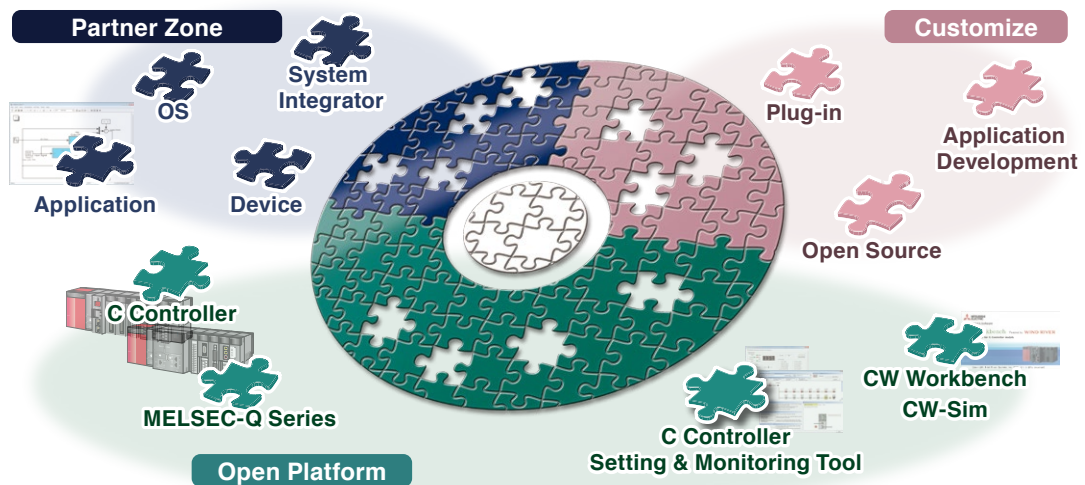 Partner Zone
Customize
OS
System
Integrator
Application
Device
Plug-in
Application
Development
Open Source
C Controller
MELSEC-Q Series
Open Platform
C Controller
Setting & Monitoring Tool
CW Workbench
CW-Sim